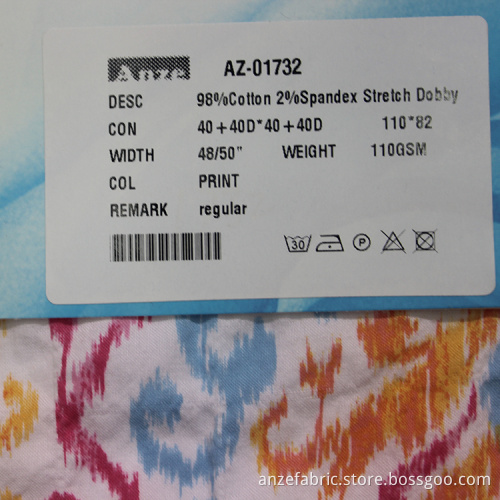 Anze AZ-01732
DESC 98%Cotton 2%Spandex Stretch Dobby
CON 40+40D*40+40D 110*82
WIDTH 48/50" WEIGHT 110GSM
COL PRINT
REMARK regular
30 P
anzefabric.store.bossgoo.com